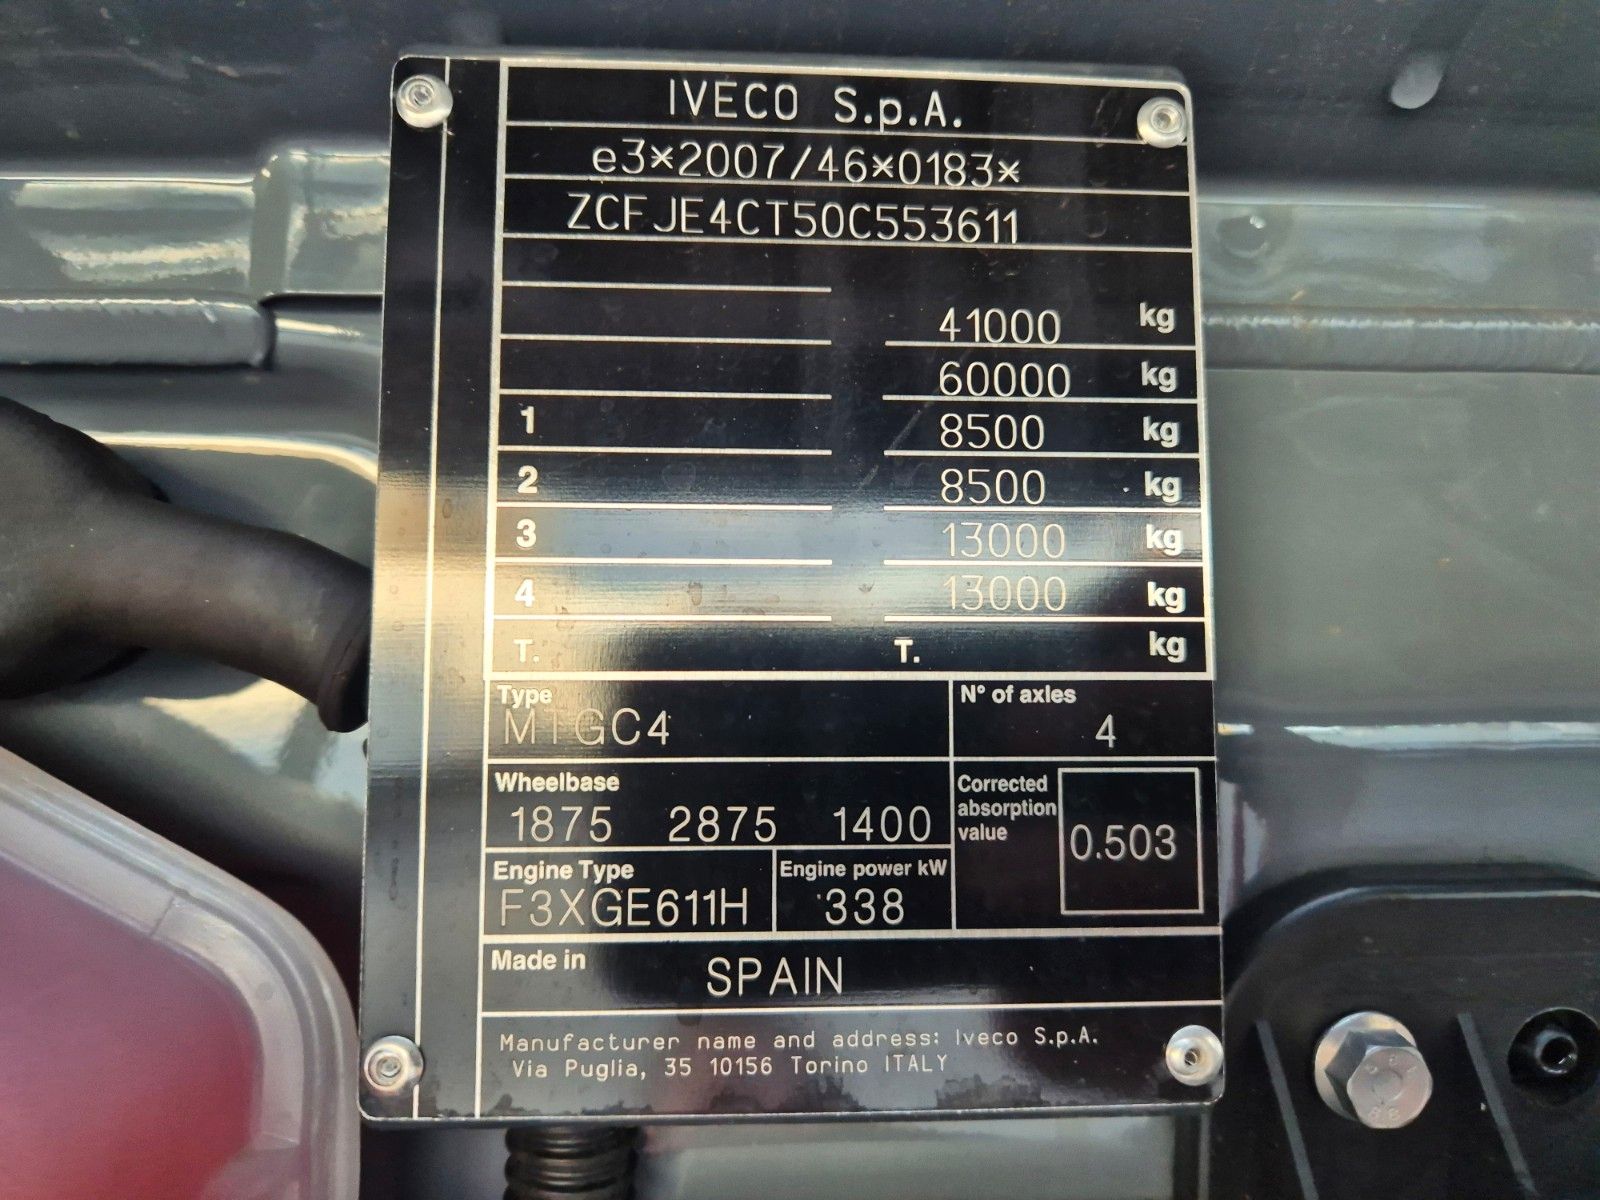 IVECO S.p.A.
e3*2007/46*0183*
ZCFJE4CT50C553611
41000 kg
60000 kg
1 8500 kg
2 8500 kg
3 13000 kg
4 13000 kg
T. T. kg
Type N° of axles
M1GC4 4
Wheelbase Corrected absorption value
1875 2875 1400 0.503
Engine Type Engine power kW
F3XGE611H 338
Made in SPAIN
Manufacturer name and address: Iveco S.p.A.
Via Puglia, 35 10156 Torino ITALY